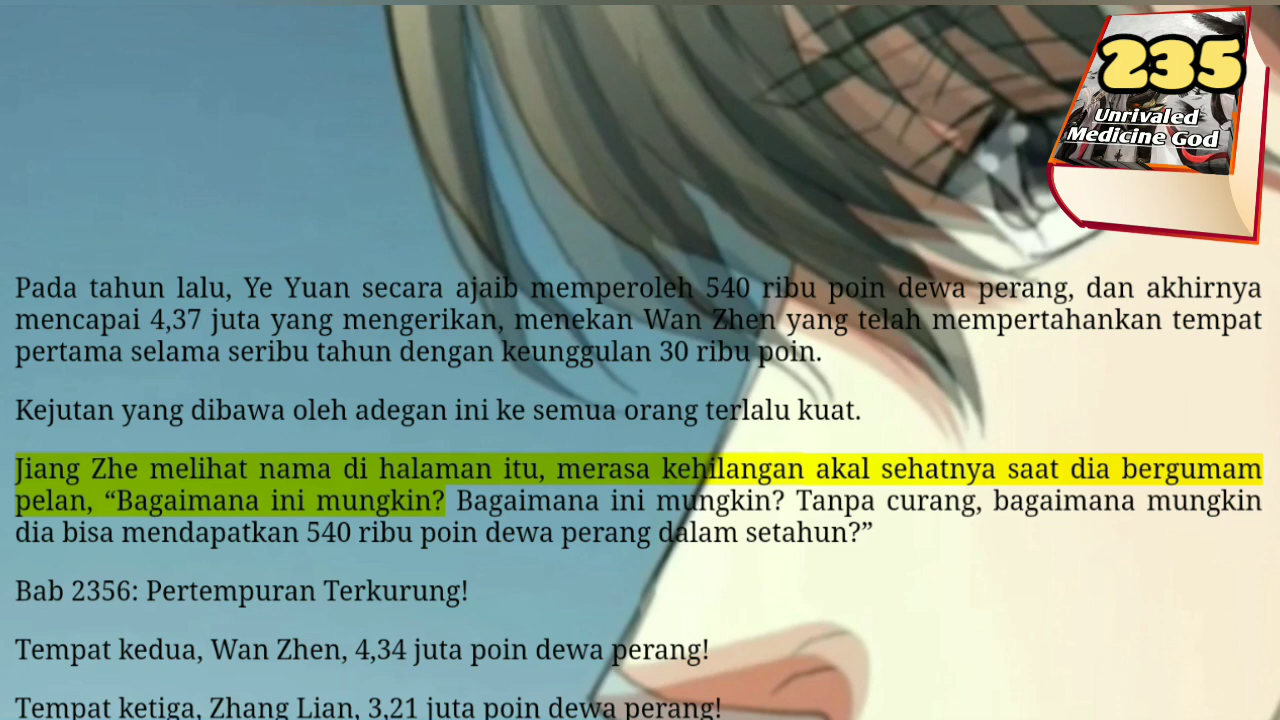 235
Unrivaled
Medicine God
Pada tahun lalu, Ye Yuan secara ajaib memperoleh 540 ribu poin dewa perang, dan akhirnya
mencapai 4,37 juta yang mengerikan, menekan Wan Zhen yang telah mempertahankan tempat
pertama selama seribu tahun dengan keunggulan 30 ribu poin.
Kejutan yang dibawa oleh adegan ini ke semua orang terlalu kuat.
Jiang Zhe melihat nama di halaman itu, merasa kehilangan akal sehatnya saat dia bergumam
pelan, “Bagaimana ini mungkin? Bagaimana ini mungkin? Tanpa curang, bagaimana mungkin
dia bisa mendapatkan 540 ribu poin dewa perang dalam setahun?”
Bab 2356: Pertempuran Terkurung!
Tempat kedua, Wan Zhen, 4,34 juta poin dewa perang!
Tempat ketiga, Zhang Lian, 3,21 juta poin dewa perang!